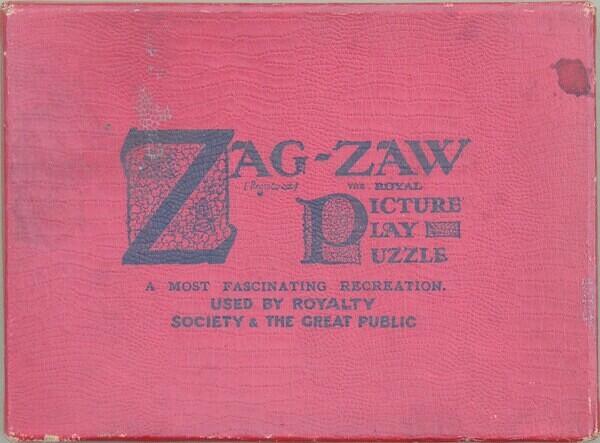 ZAG-ZAW
(Registered) THE ROYAL
PICTURE
PLAY
PUZZLE
A MOST FASCINATING RECREATION.
USED BY ROYALTY
SOCIETY & THE GREAT PUBLIC